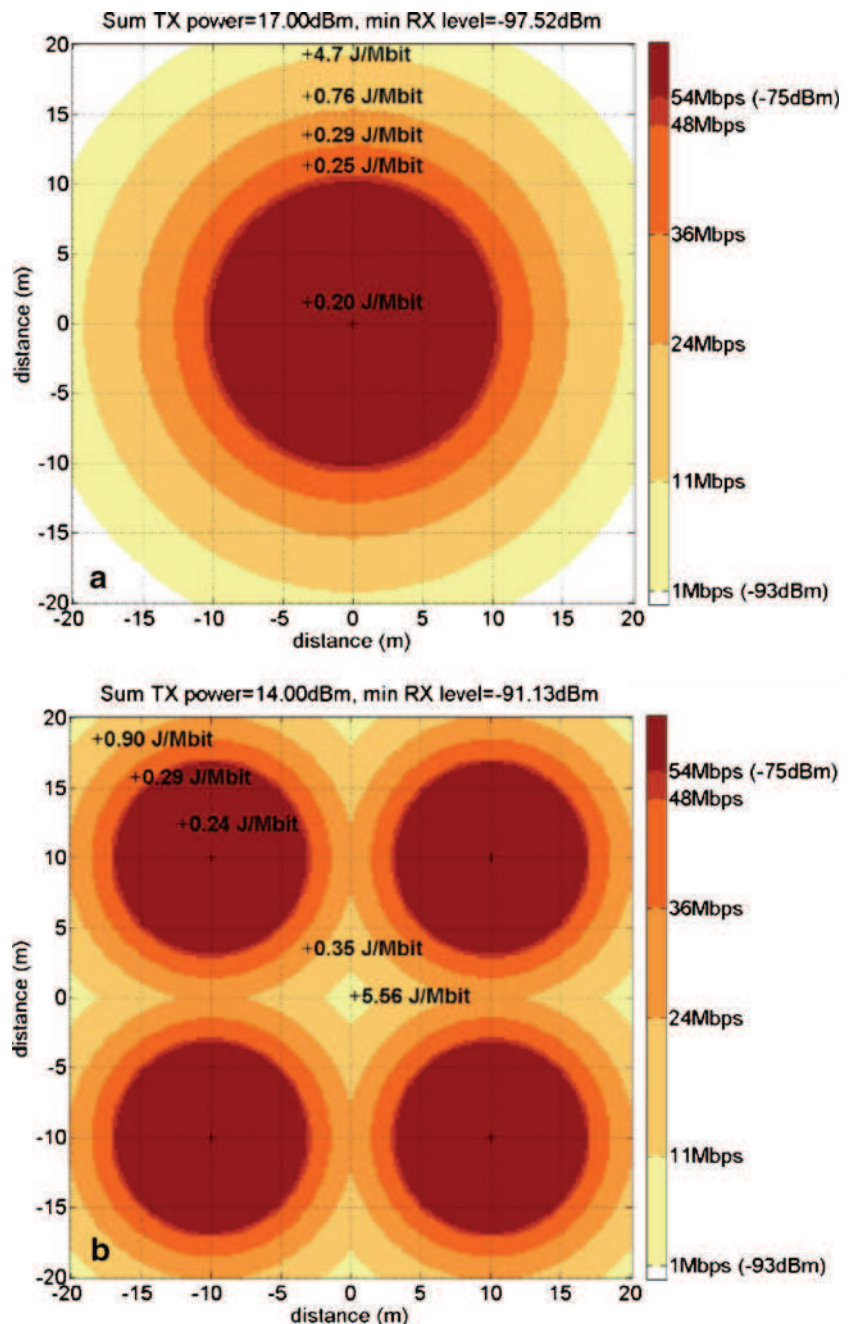 Sum TX power=17.00dBm, min RX level=-97.52dBm
20
15
10
5
0
-5
-10
-15
-20
distance (m)
+4.7 J/Mbit
+0.76 J/Mbit
+0.29 J/Mbit
+0.25 J/Mbit
+0.20 J/Mbit
a
-20 -15 -10 -5 0 5 10 15 20
distance (m)
54Mbps (-75dBm)
48Mbps
36Mbps
24Mbps
11Mbps
1Mbps (-93dBm)
Sum TX power=14.00dBm, min RX level=-91.13dBm
20
15
10
5
0
-5
-10
-15
-20
distance (m)
+0.90 J/Mbit
+0.29 J/Mbit
+0.24 J/Mbit
+0.35 J/Mbit
+5.56 J/Mbit
b
-20 -15 -10 -5 0 5 10 15 20
distance (m)
54Mbps (-75dBm)
48Mbps
36Mbps
24Mbps
11Mbps
1Mbps (-93dBm)